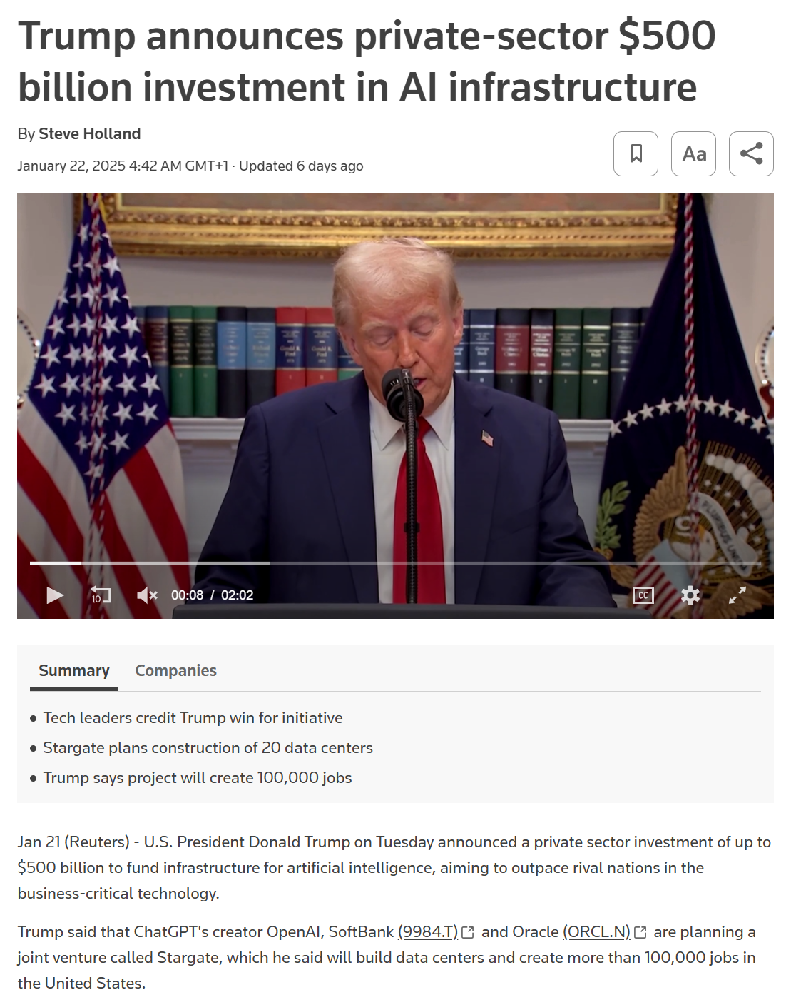 Trump announces private-sector $500
billion investment in AI infrastructure
By Steve Holland
January 22, 2025 4:42 AM GMT+1 · Updated 6 days ago
Aa
Gerald R.
Ford
Gerald R.
Ford
PLURIBUS UNUM
10
00:08 / 02:02
CC
Summary
Companies
• Tech leaders credit Trump win for initiative
• Stargate plans construction of 20 data centers
• Trump says project will create 100,000 jobs
Jan 21 (Reuters) - U.S. President Donald Trump on Tuesday announced a private sector investment of up to
$500 billion to fund infrastructure for artificial intelligence, aiming to outpace rival nations in the
business-critical technology.
Trump said that ChatGPT's creator OpenAI, SoftBank (9984.T) and Oracle (ORCL.N) are planning a
joint venture called Stargate, which he said will build data centers and create more than 100,000 jobs in
the United States.